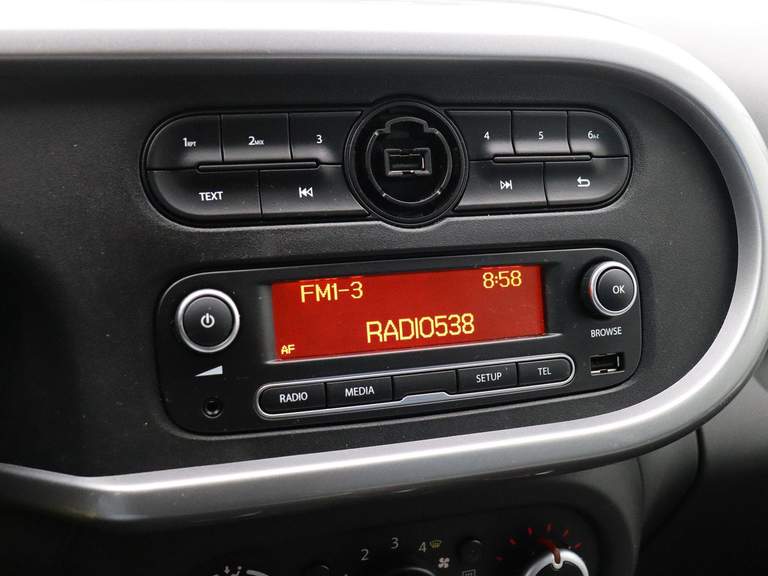 1RPT 2MIX 3 4 5 6A-Z
TEXT
FM1-3 8:58
RADIO538
AF
OK
BROWSE
RADIO MEDIA SETUP TEL
2 3 4